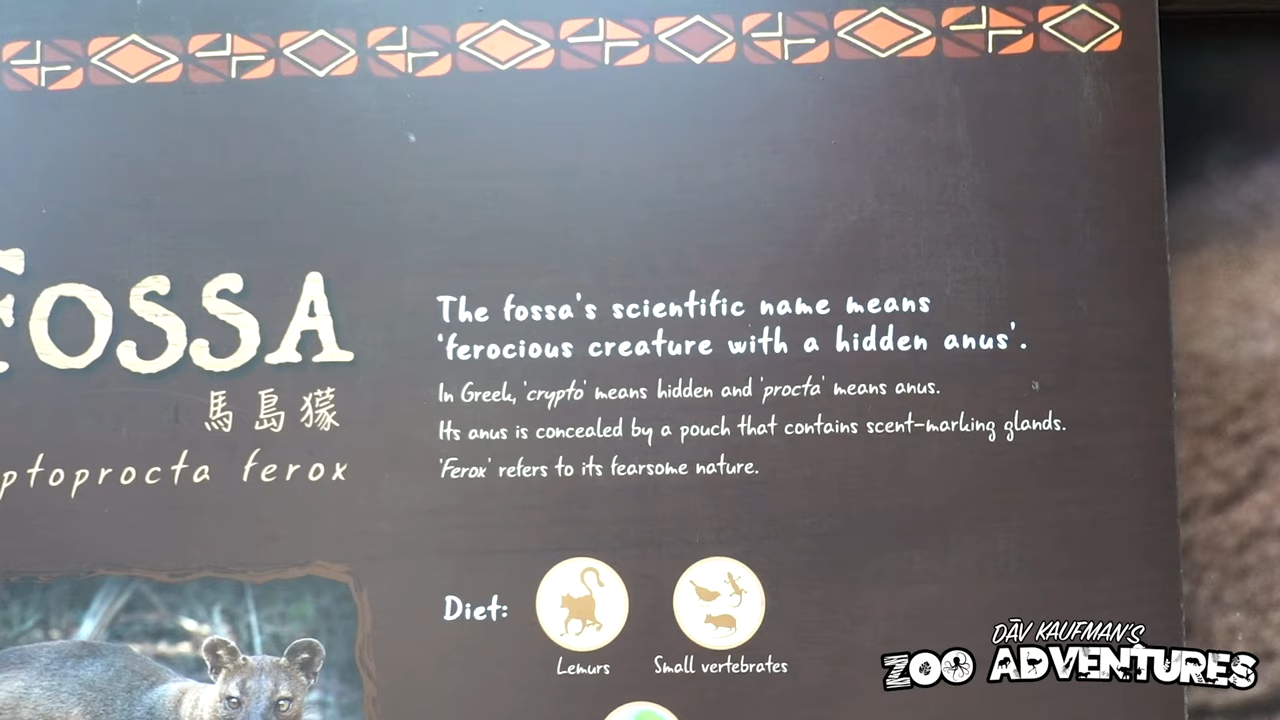 FOSSA
馬島獴
ptoprocta ferox
The fossa's scientific name means
'ferocious creature with a hidden anus'.
In Greek, 'crypto' means hidden and 'procta' means anus.
Its anus is concealed by a pouch that contains scent-marking glands.
'Ferox' refers to its fearsome nature.
Diet:
Lemurs
Small vertebrates
DĀV KAUFMAN'S
ZOO ADVENTURES